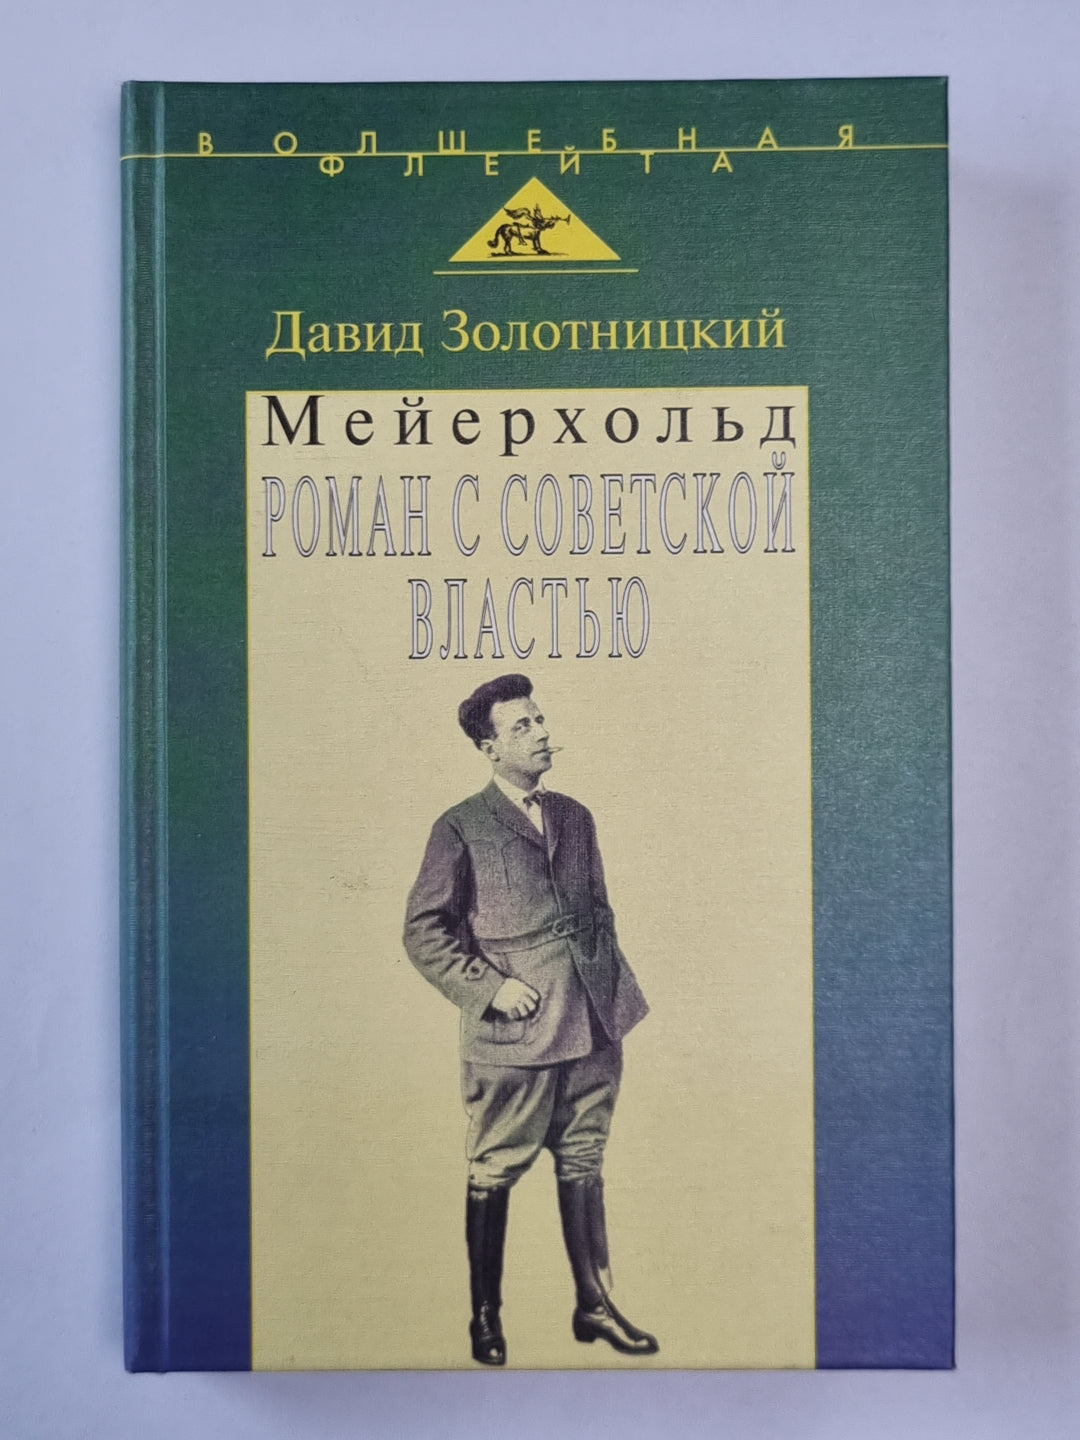 ВОЛШЕБНАЯ
ФЛЕЙТА
Давид Золотницкий
Мейерхольд
РОМАН С СОВЕТСКОЙ
ВЛАСТЬЮ